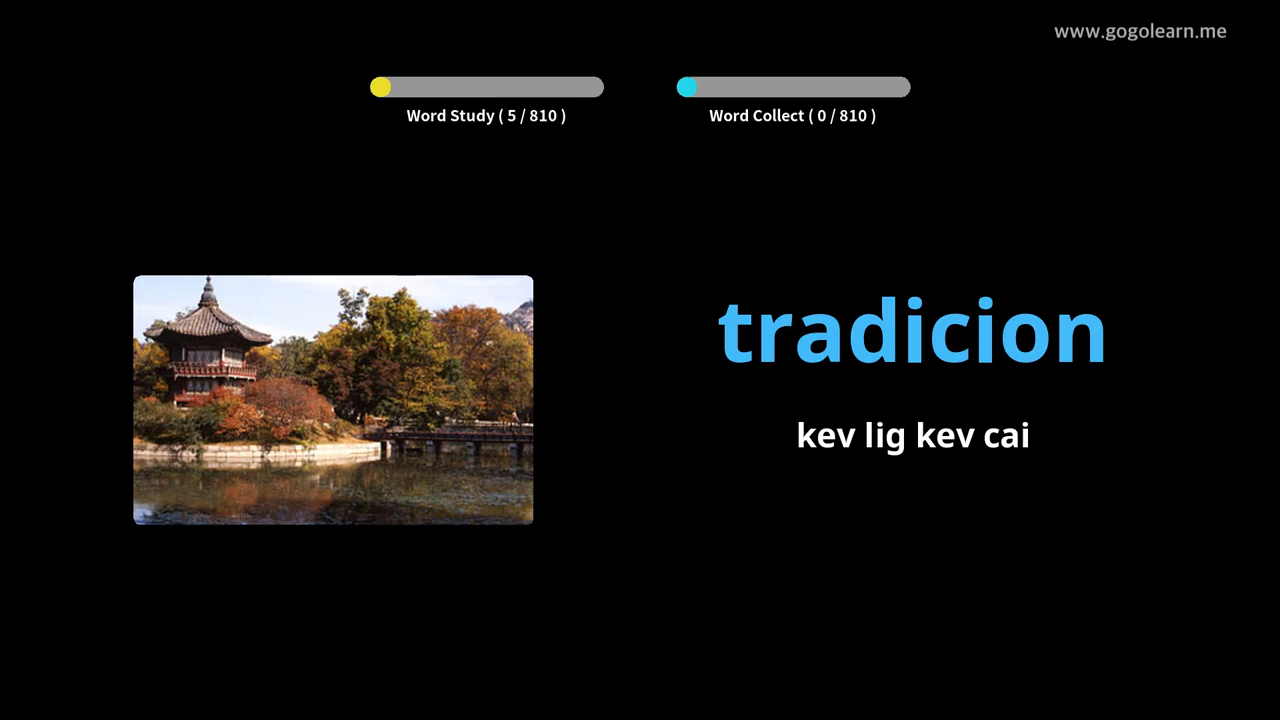 www.gogolearn.me
Word Study ( 5 / 810 )
Word Collect ( 0 / 810 )
tradicion
kev lig kev cai